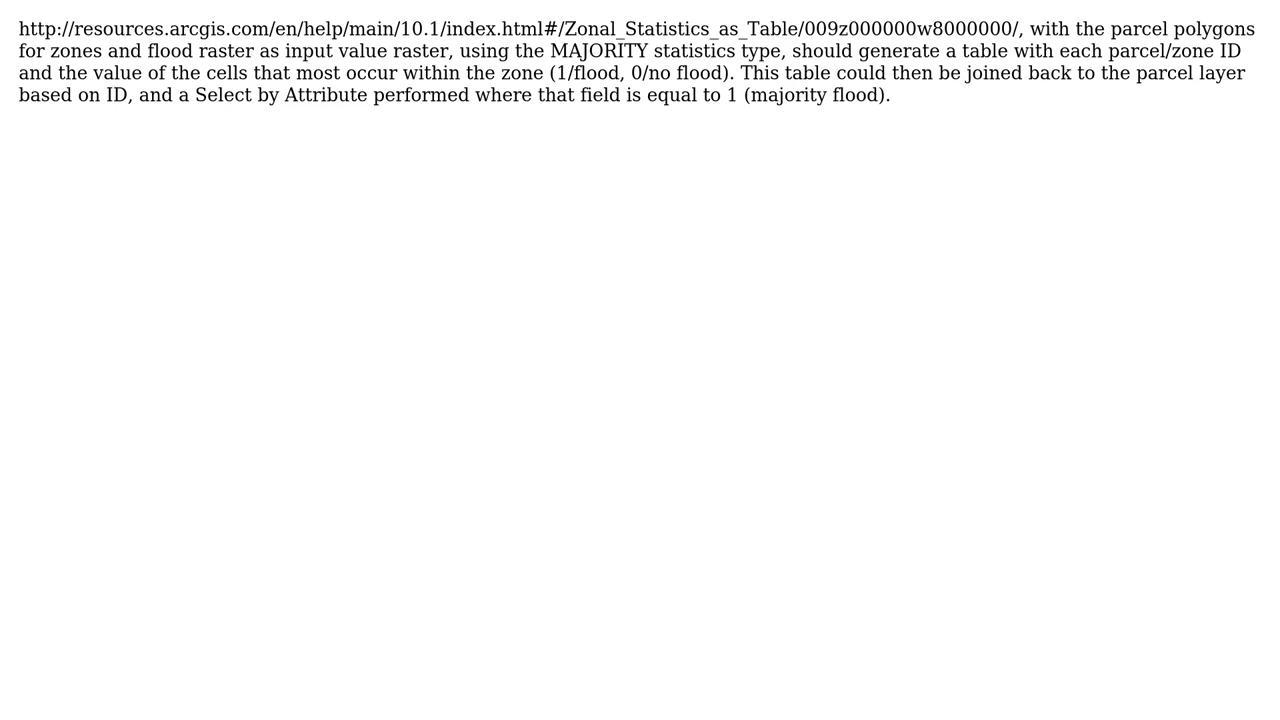 http://resources.arcgis.com/en/help/main/10.1/index.html#/Zonal_Statistics_as_Table/009z000000w8000000/, with the parcel polygons
for zones and flood raster as input value raster, using the MAJORITY statistics type, should generate a table with each parcel/zone ID
and the value of the cells that most occur within the zone (1/flood, 0/no flood). This table could then be joined back to the parcel layer
based on ID, and a Select by Attribute performed where that field is equal to 1 (majority flood).